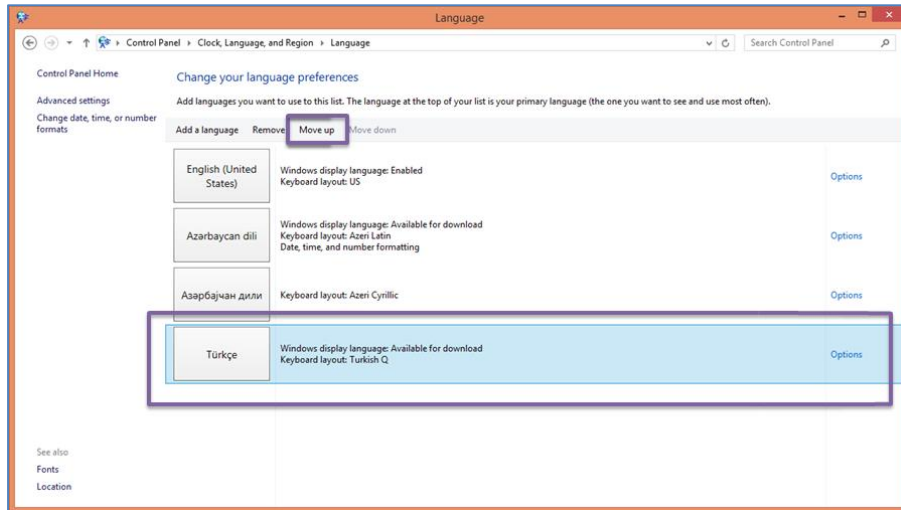 Language
Control Panel Clock, Language, and Region Language
Search Control Panel
Control Panel Home
Advanced settings
Change date, time, or number
formats
Change your language preferences
Add languages you want to use to this list. The language at the top of your list is your primary language (the one you want to see and use most often).
Add a language Remove Move up Move down
English (United
States)
Windows display language: Enabled
Keyboard layout: US
Options
Azərbaycan dili
Windows display language: Available for download
Keyboard layout: Azeri Latin
Date, time, and number formatting
Options
Азәрбајҹан дили
Keyboard layout: Azeri Cyrillic
Options
Türkçe
Windows display language: Available for download
Keyboard layout: Turkish Q
Options
See also
Fonts
Location